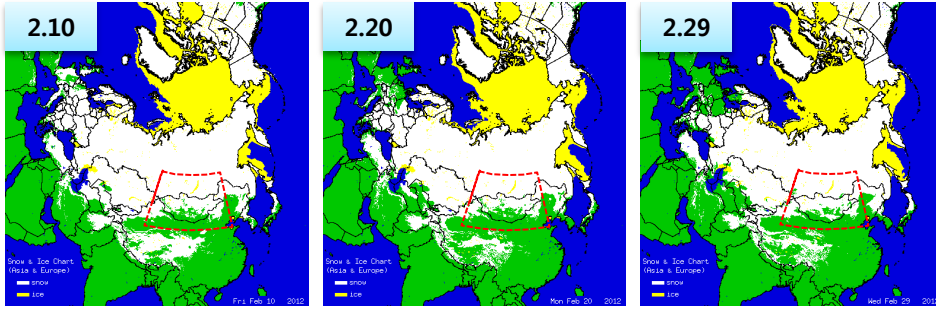 2.10
Snow & Ice Chart
(Asia & Europe)
snow
ice
Fri Feb 10 2012
2.20
Snow & Ice Chart
(Asia & Europe)
snow
ice
Mon Feb 20 2012
2.29
Snow & Ice Chart
(Asia & Europe)
snow
ice
Wed Feb 29 2012